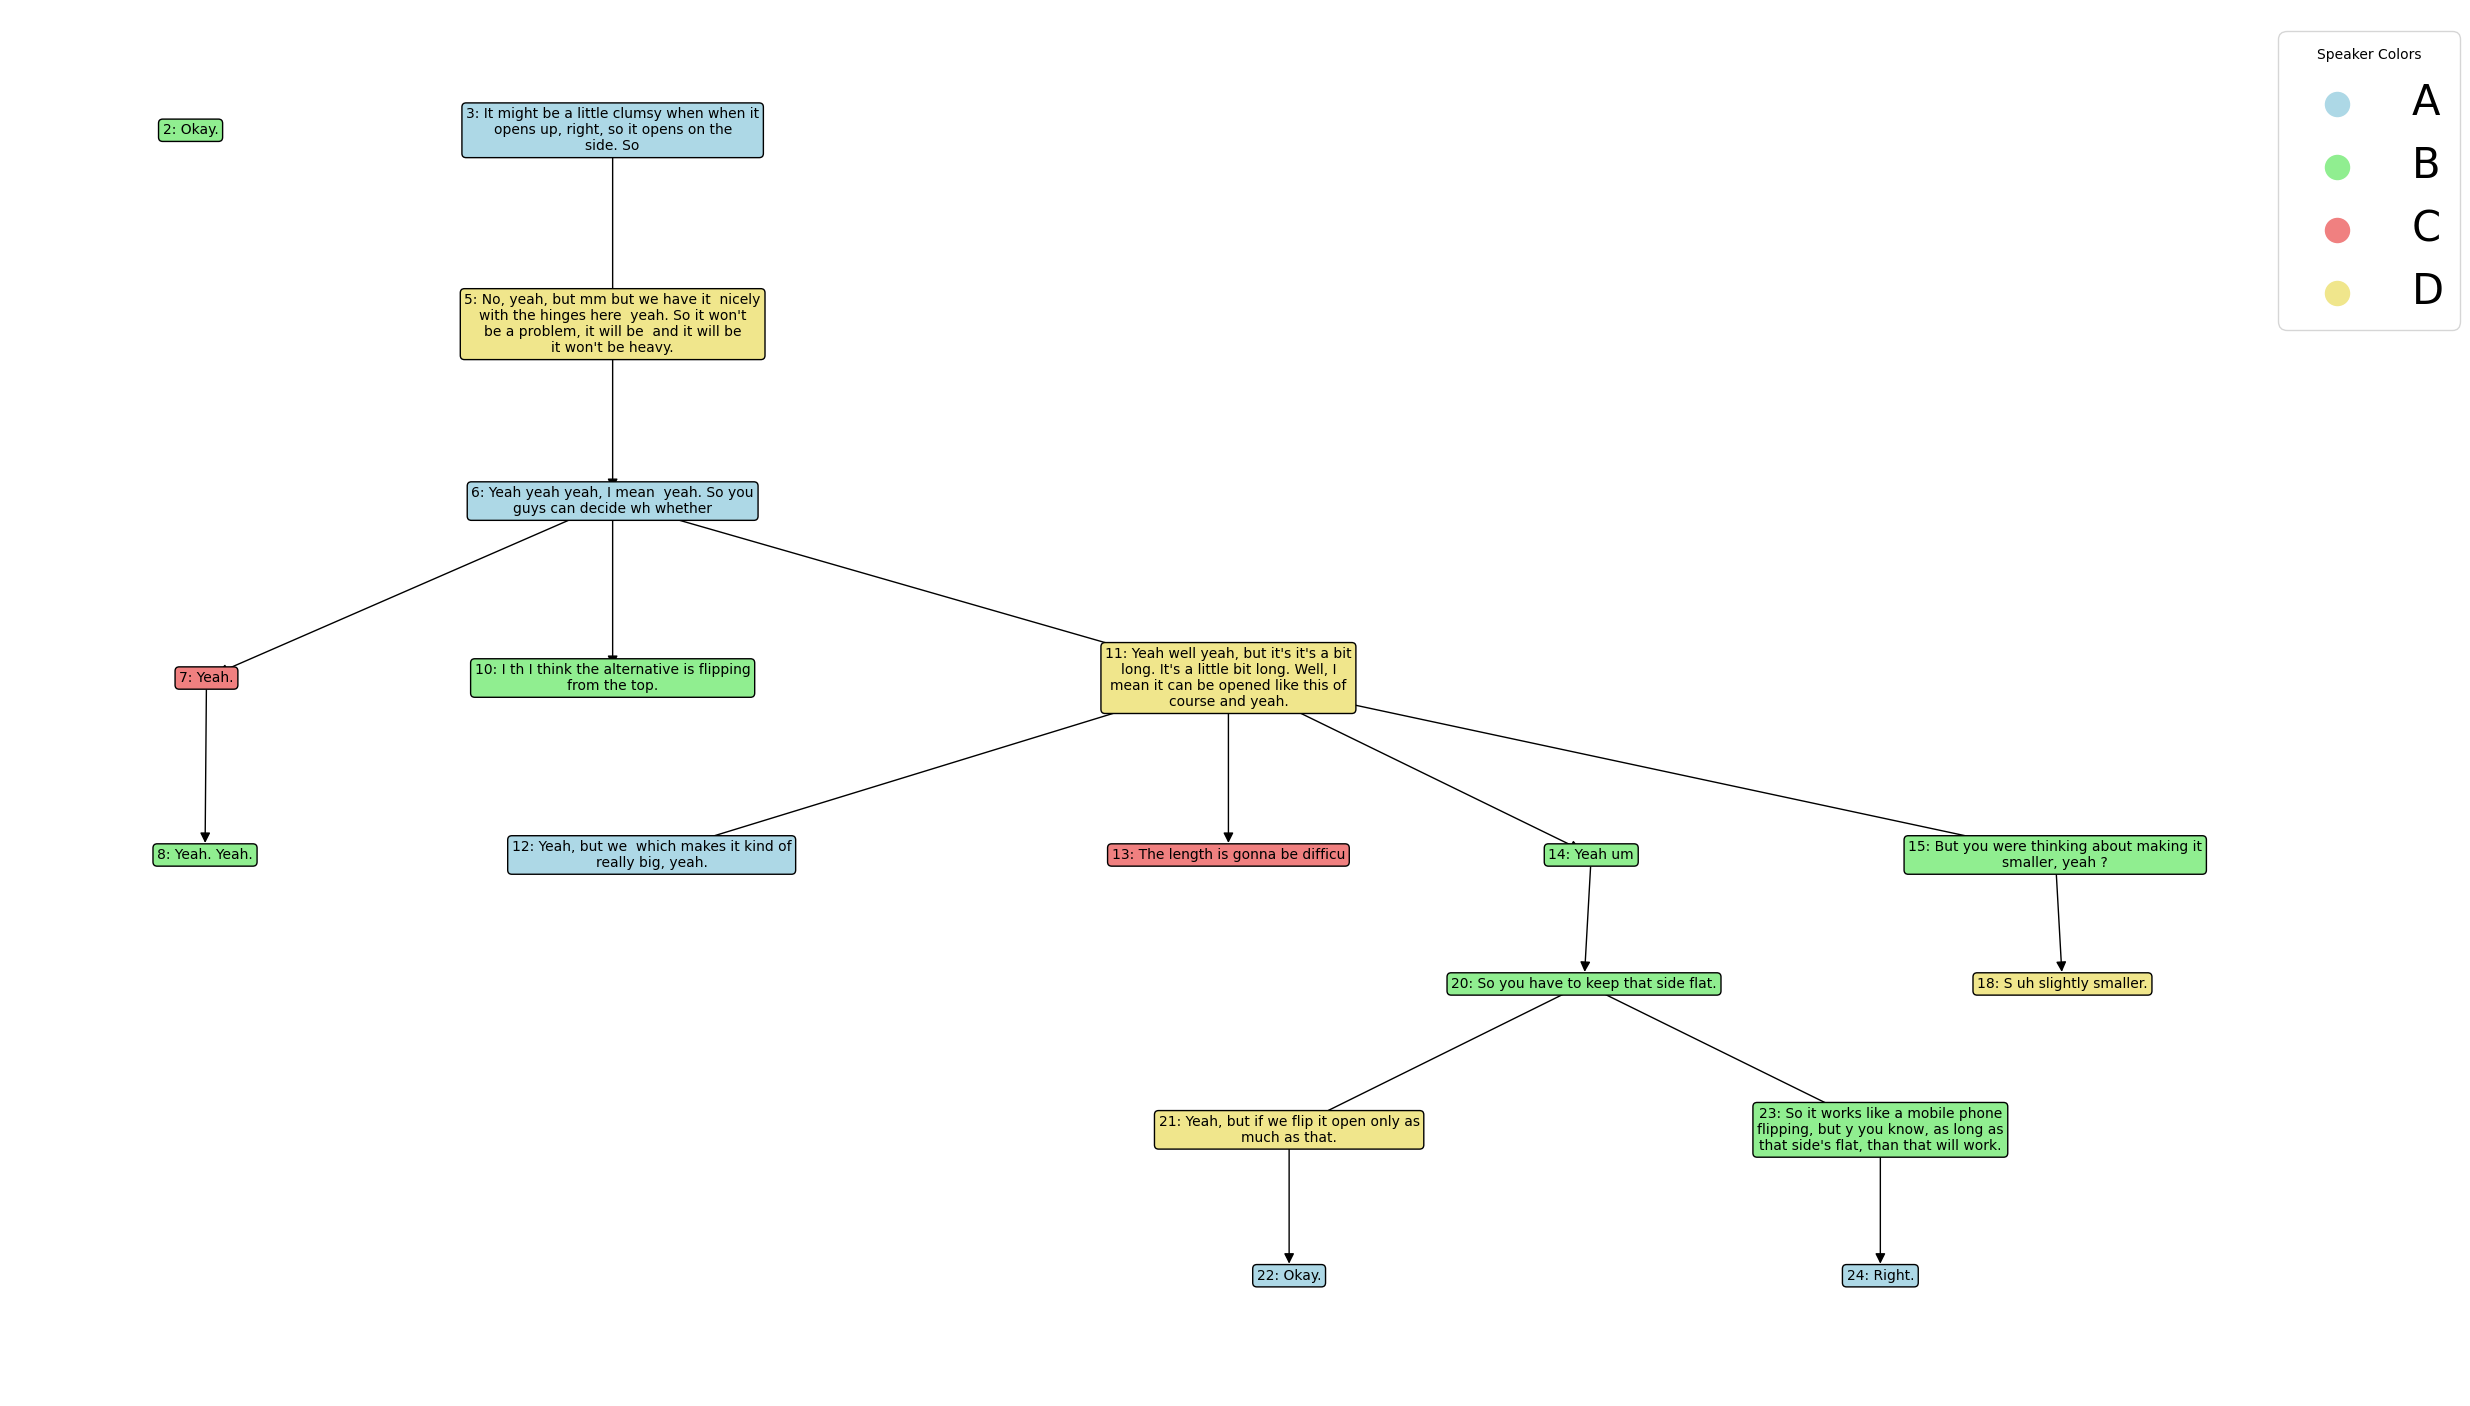 Speaker Colors
A
B
C
D
2: Okay.
3: It might be a little clumsy when when it
opens up, right, so it opens on the
side. So
5: No, yeah, but mm but we have it  nicely
with the hinges here  yeah. So it won't
be a problem, it will be  and it will be
it won't be heavy.
6: Yeah yeah yeah, I mean  yeah. So you
guys can decide wh whether
7: Yeah.
10: I th I think the alternative is flipping
from the top.
11: Yeah well yeah, but it's it's a bit
long. It's a little bit long. Well, I
mean it can be opened like this of
course and yeah.
8: Yeah. Yeah.
12: Yeah, but we  which makes it kind of
really big, yeah.
13: The length is gonna be difficu
14: Yeah um
15: But you were thinking about making it
smaller, yeah ?
20: So you have to keep that side flat.
18: S uh slightly smaller.
21: Yeah, but if we flip it open only as
much as that.
23: So it works like a mobile phone
flipping, but y you know, as long as
that side's flat, than that will work.
22: Okay.
24: Right.